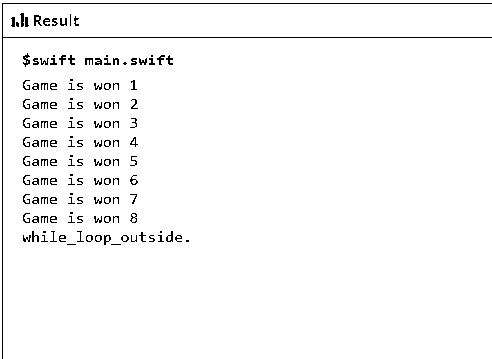 Result
$swift main.swift
Game is won 1
Game is won 2
Game is won 3
Game is won 4
Game is won 5
Game is won 6
Game is won 7
Game is won 8
while_loop_outside.